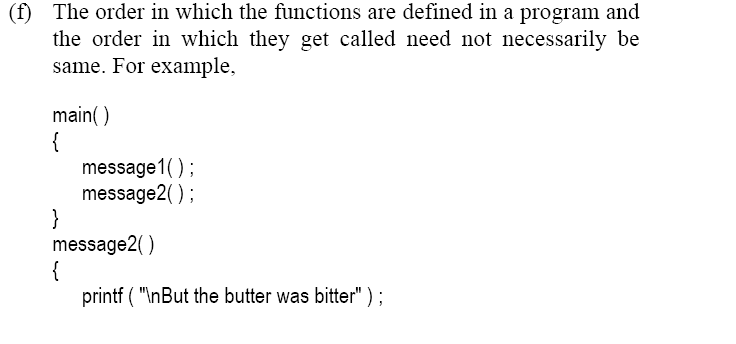 (f) The order in which the functions are defined in a program and
the order in which they get called need not necessarily be
same. For example,
main( )
{
message1( ) ;
message2( ) ;
}
message2( )
{
printf ( "\nBut the butter was bitter" ) ;